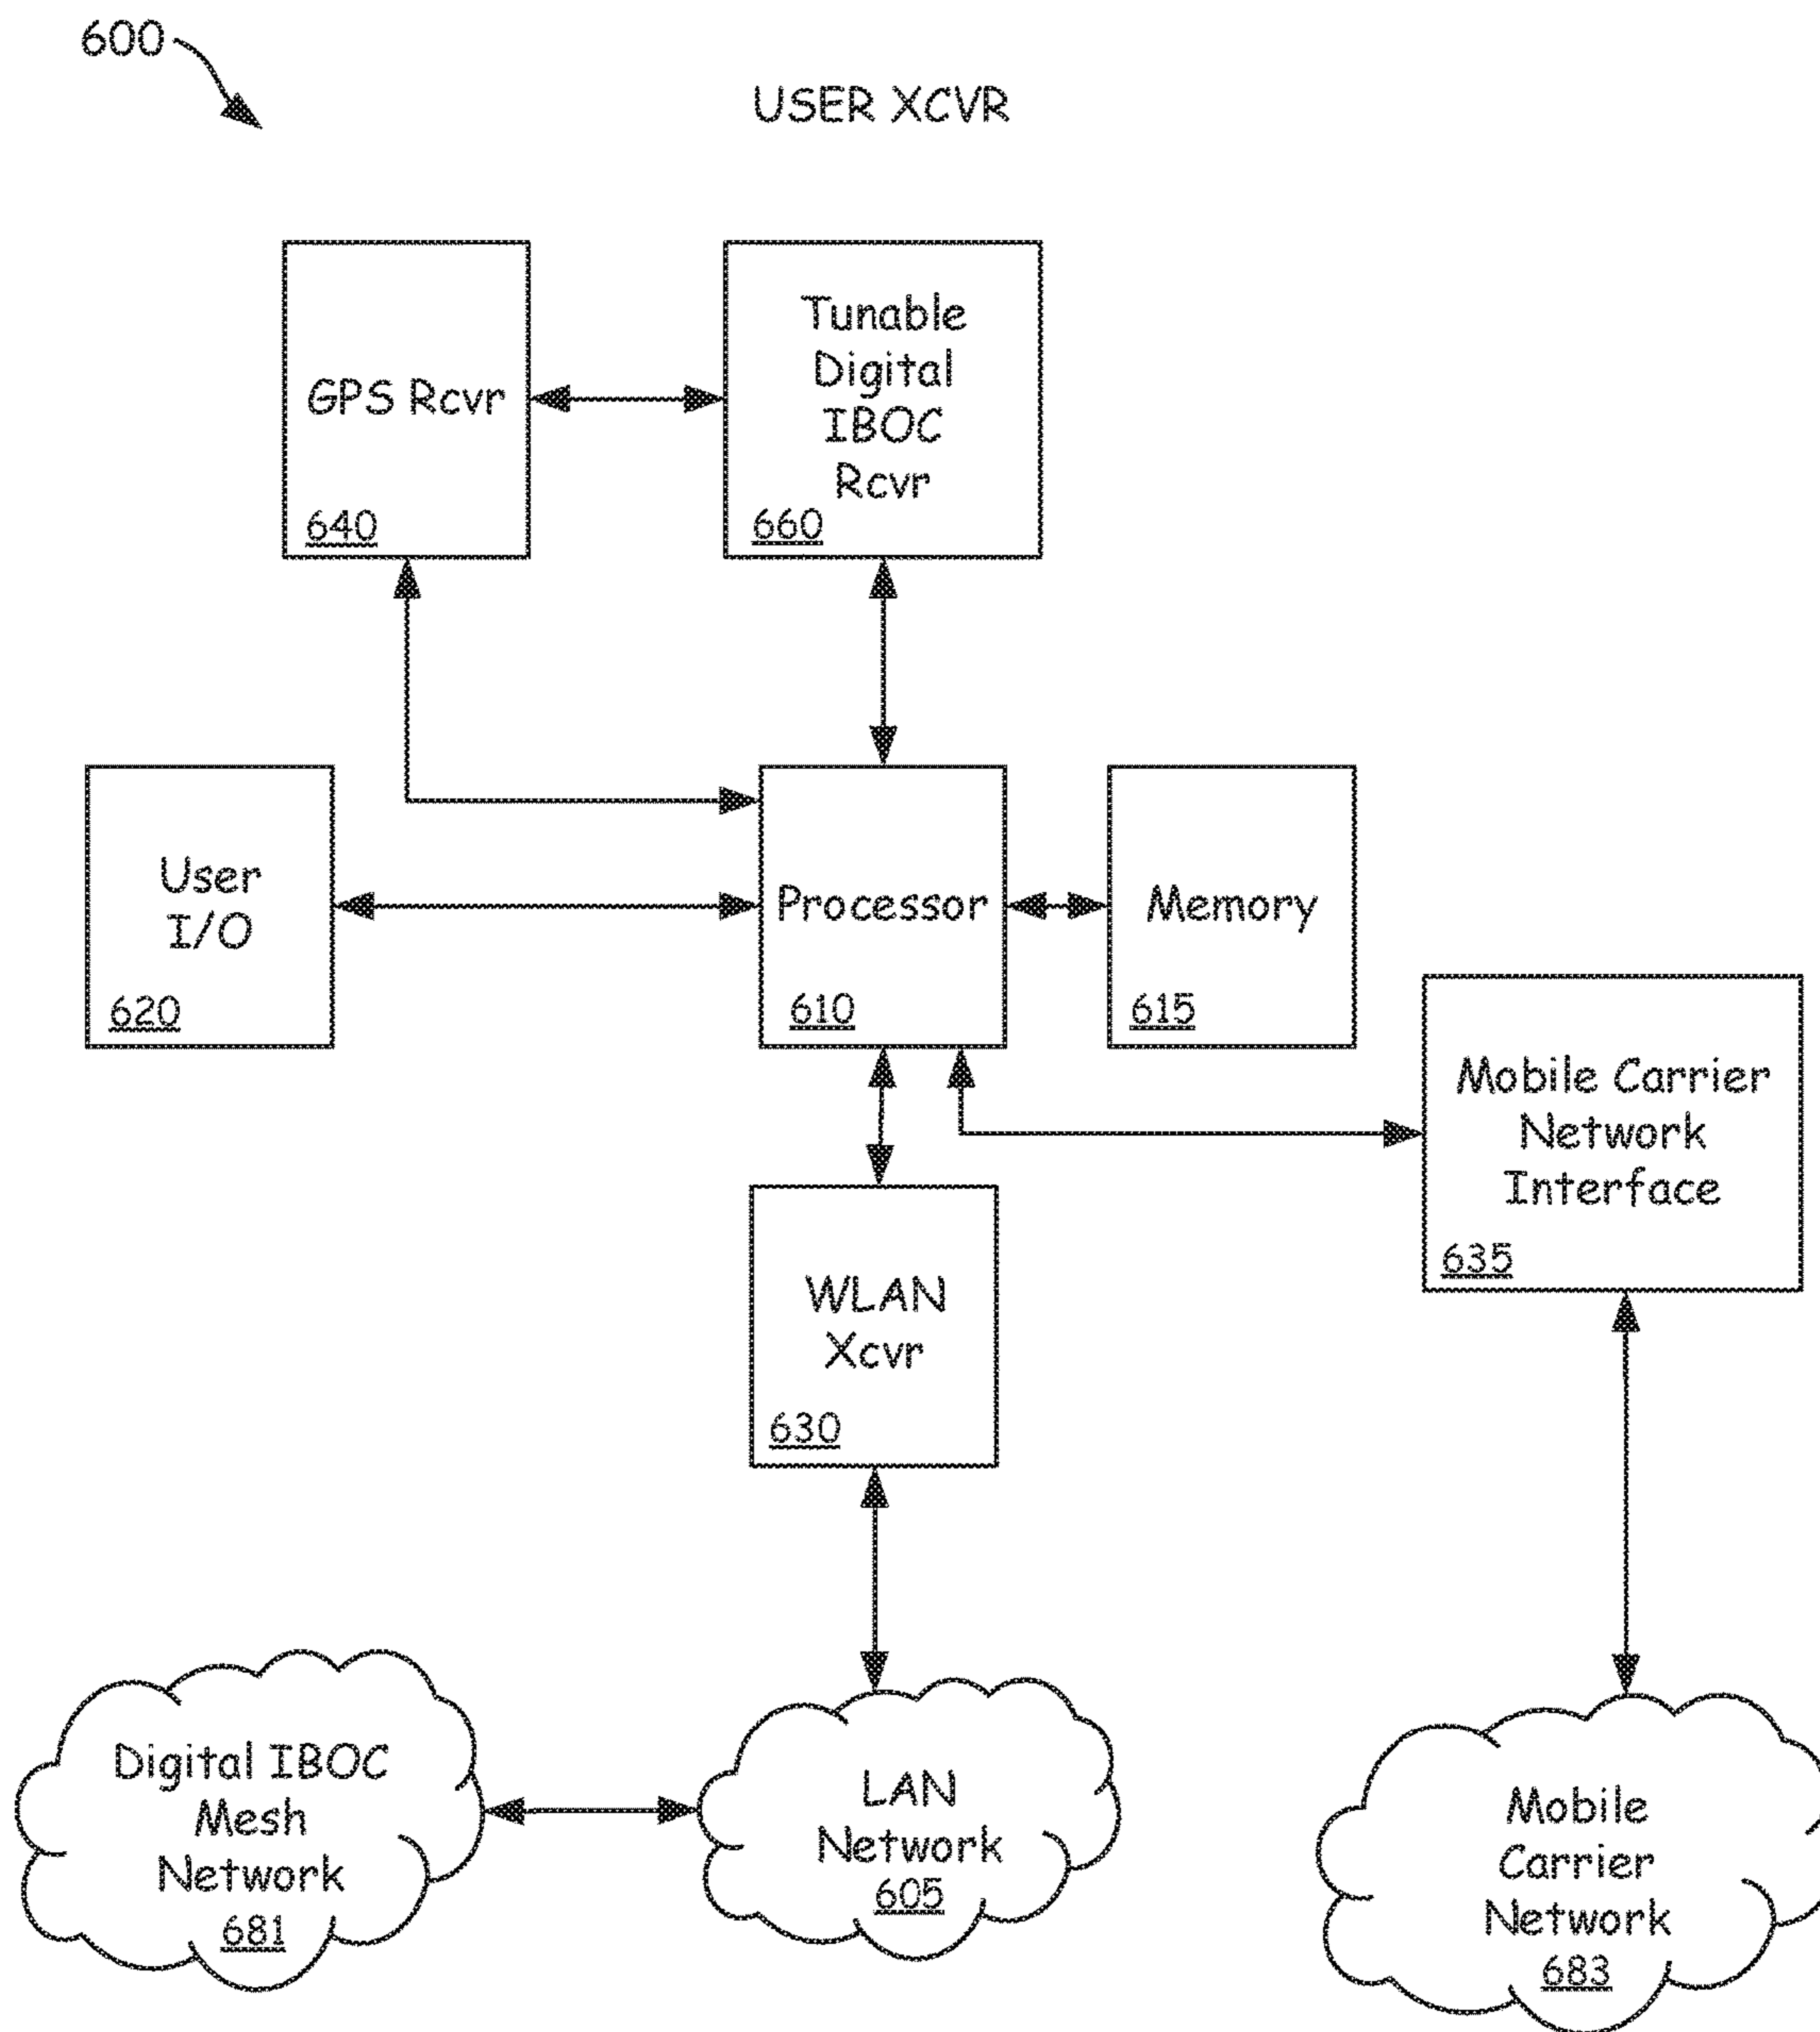 600
USER XCVR
GPS Rcvr
640
Tunable
Digital
IBOC
Rcvr
660
User
I/O
620
Processor
610
Memory
615
Mobile Carrier
Network
Interface
635
WLAN
Xcvr
630
Digital IBOC
Mesh
Network
681
LAN
Network
605
Mobile
Carrier
Network
683